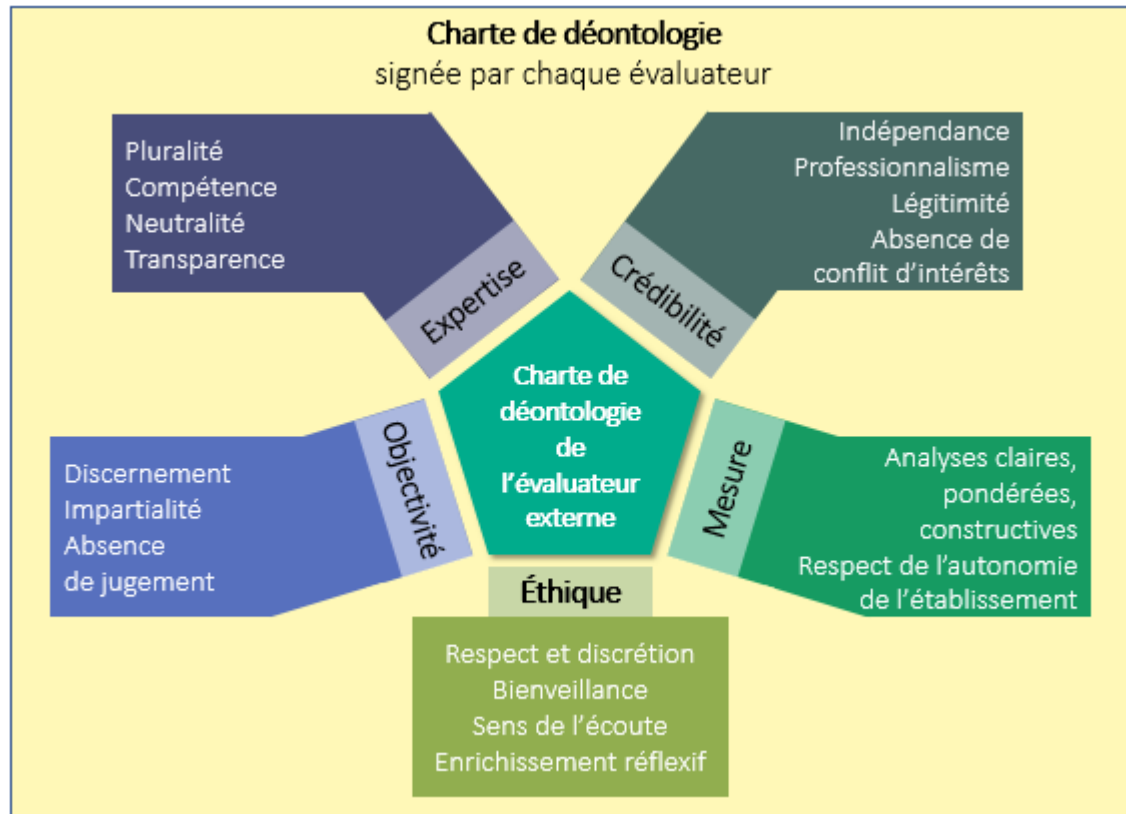 Charte de déontologie
signée par chaque évaluateur
Pluralité
Compétence
Neutralité
Transparence
Expertise
Indépendance
Professionnalisme
Légitimité
Absence de
conflit d’intérêts
Crédibilité
Charte de
déontologie
de
l’évaluateur
externe
Discernement
Impartialité
Absence
de jugement
Objectivité
Mesure
Analyses claires,
pondérées,
constructives
Respect de l’autonomie
de l’établissement
Éthique
Respect et discrétion
Bienveillance
Sens de l’écoute
Enrichissement réflexif